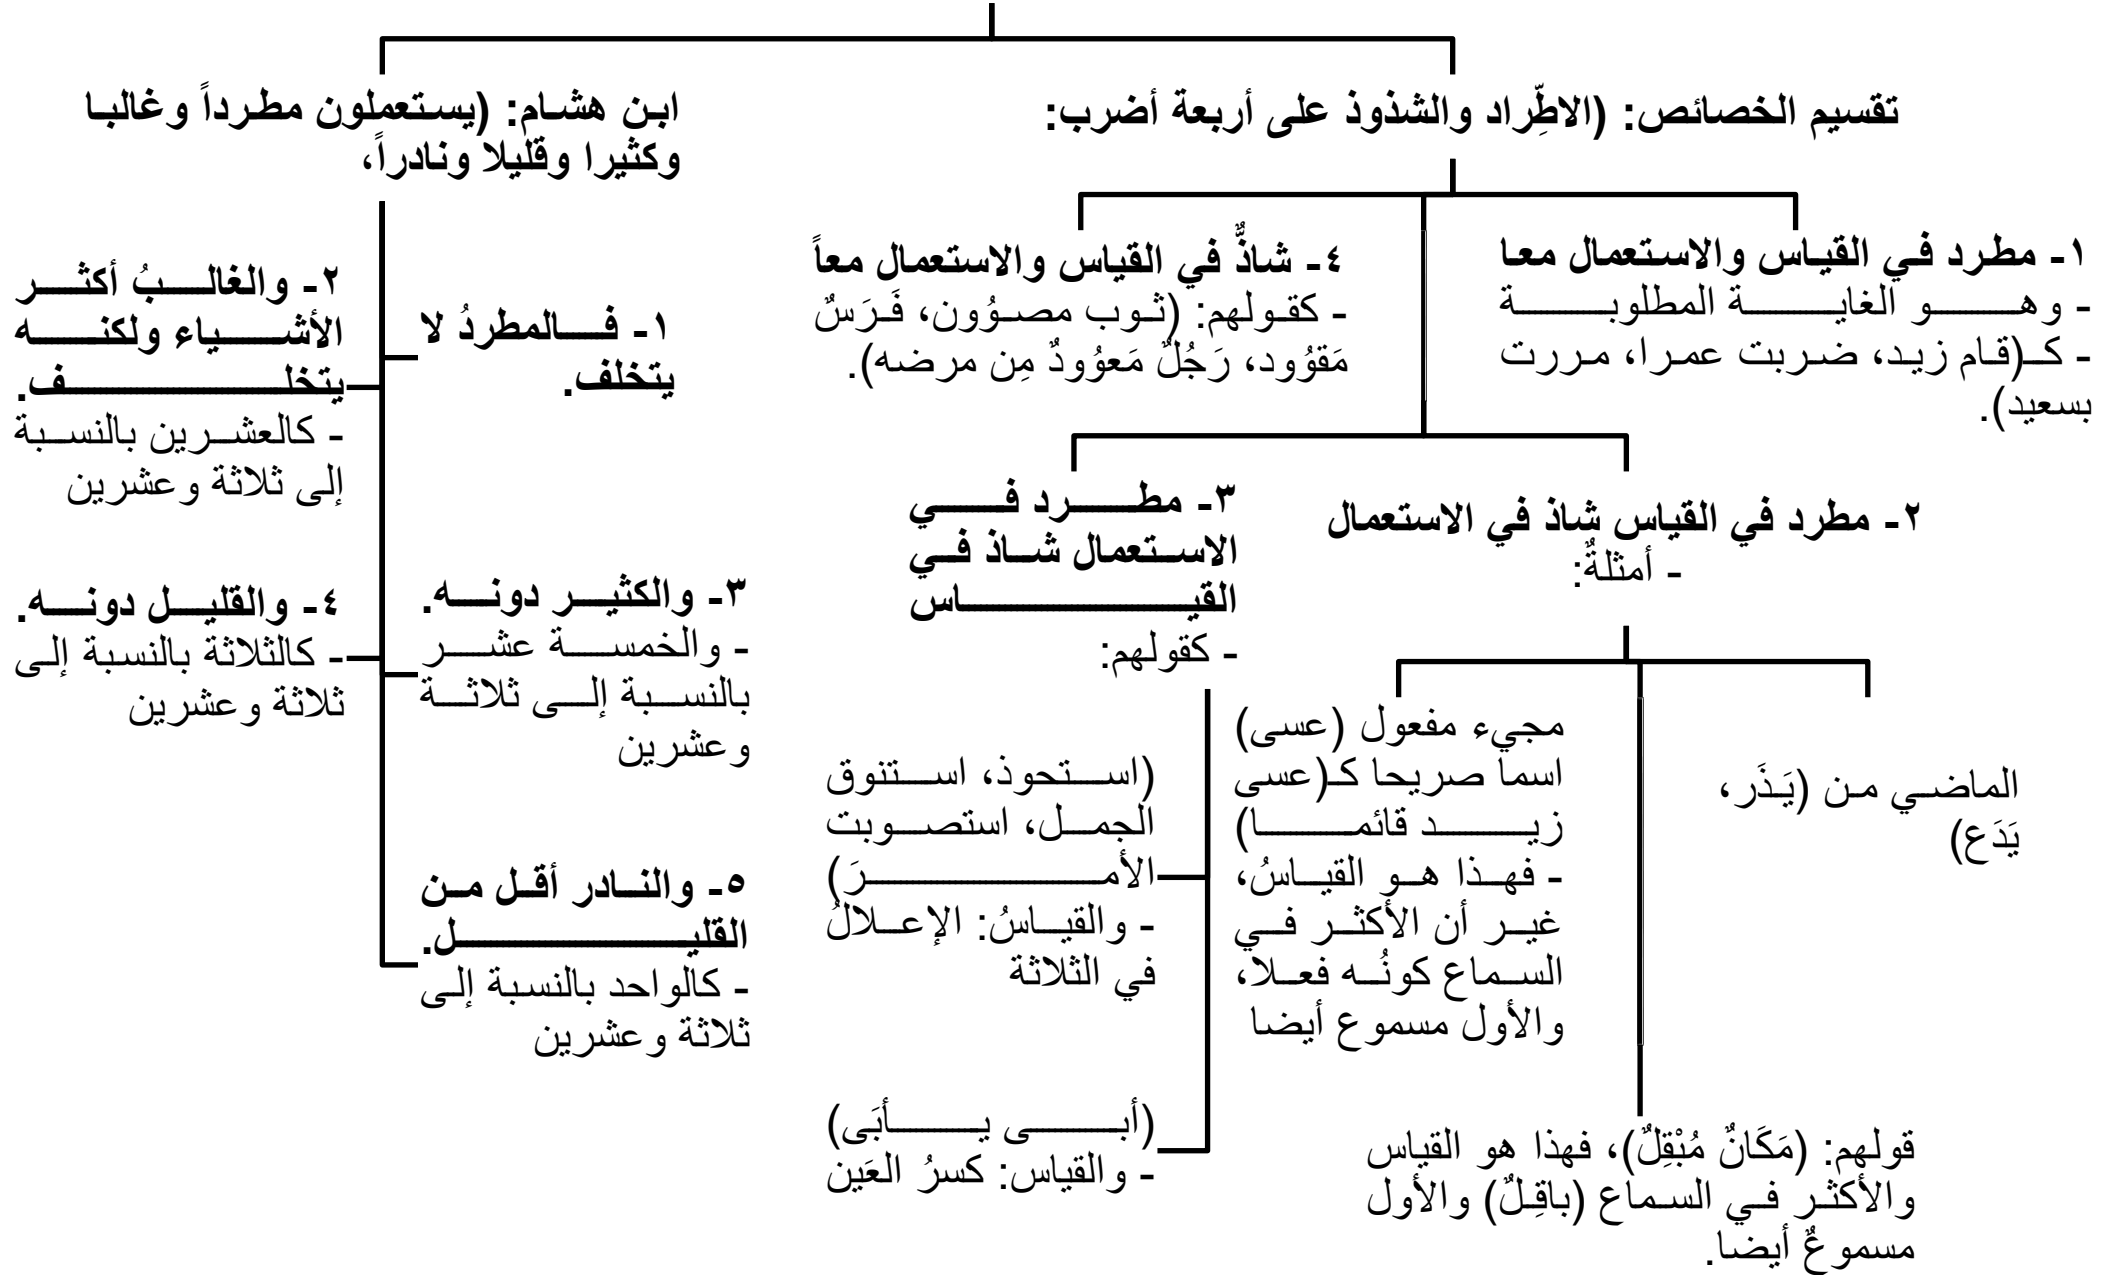 تقسيم الخصائص: (الاطِّراد والشذوذ على أربعة أضرب:
١- مطرد في القياس والاستعمال معا
- وهو الغاية المطلوبة
- كـ(قام زيد، ضربت عمرا، مررت
بسعيد).
٢- مطرد في القياس شاذ في الاستعمال
- أمثلةٌ:
الماضي من (يَذَر،
يَدَع)
قولهم: (مَكَانٌ مُبْقِلٌ)، فهذا هو القياس
والأكثر في السماع (باقِلٌ) والأول
مسموعٌ أيضا.
مجيء مفعول (عسى)
اسما صريحا كـ(عسى
زيد قائما)
- فهذا هو القياسُ،
غير أن الأكثر في
السماع كونُه فعلا،
والأول مسموع أيضا
٣- مطرد في
الاستعمال شاذ في
القياس
- كقولهم:
(استحوذ، استنوق
الجمل، استصوبت
الأمرَ)
- والقياسُ: الإعلالُ
في الثلاثة
(أبى يأبَى)
- والقياس: كسرُ العَين
٤- شاذٌّ في القياس والاستعمال معاً
- كقولهم: (ثوب مصوُون، فَرَسٌ
مَقوُود، رَجُلٌ مَعوُودٌ مِن مرضه).
ابن هشام: (يستعملون مطرداً وغالبا
وكثيرا وقليلا ونادراً،
١- فالمطردُ لا
يتخلف.
٢- والغالبُ أكثر
الأشياء ولكنه
يتخلف.
- كالعشرين بالنسبة
إلى ثلاثة وعشرين
٣- والكثير دونه.
- والخمسة عشر
بالنسبة إلى ثلاثة
وعشرين
٤- والقليل دونه.
- كالثلاثة بالنسبة إلى
ثلاثة وعشرين
٥- والنادر أقل من
القليل.
- كالواحد بالنسبة إلى
ثلاثة وعشرين